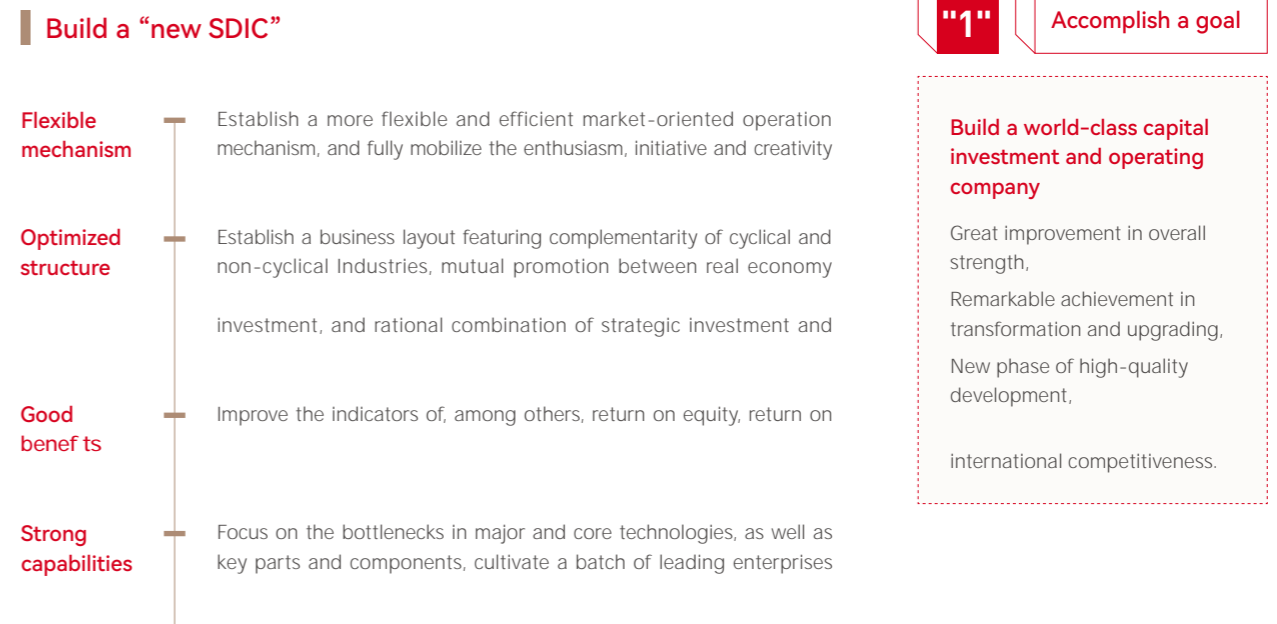 Build a “new SDIC”
Flexible
mechanism
Establish a more flexible and efficient market-oriented operation
mechanism, and fully mobilize the enthusiasm, initiative and creativity
Optimized
structure
Establish a business layout featuring complementarity of cyclical and
non-cyclical Industries, mutual promotion between real economy
investment, and rational combination of strategic investment and
Good
benef ts
Improve the indicators of, among others, return on equity, return on
Strong
capabilities
Focus on the bottlenecks in major and core technologies, as well as
key parts and components, cultivate a batch of leading enterprises
"1"
Accomplish a goal
Build a world-class capital
investment and operating
company
Great improvement in overall
strength,
Remarkable achievement in
transformation and upgrading,
New phase of high-quality
development,
international competitiveness.